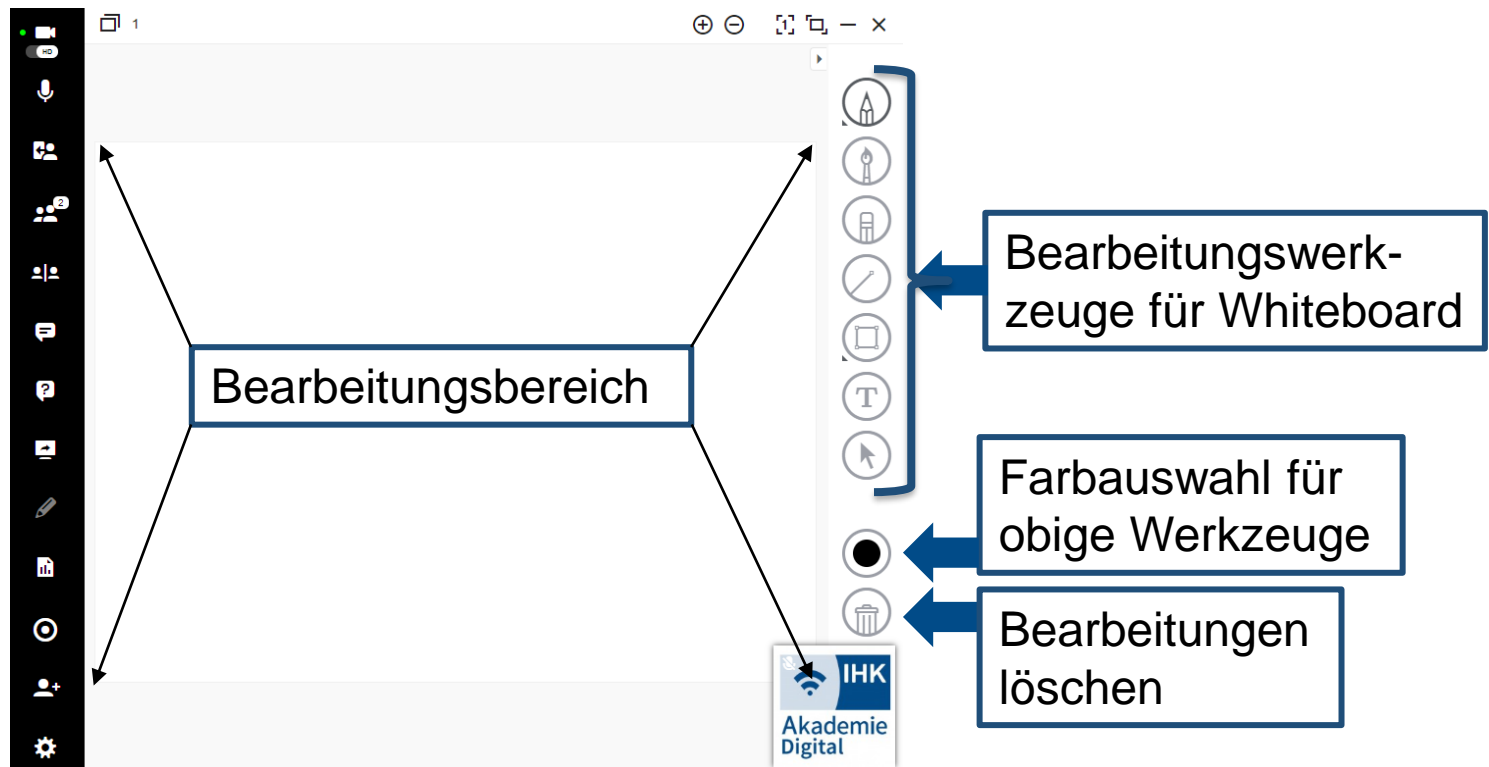 1
HD
2
Bearbeitungswerk-
zeuge für Whiteboard
Bearbeitungsbereich
T
Farbauswahl für
obige Werkzeuge
Bearbeitungen
löschen
IHK
Akademie
Digital